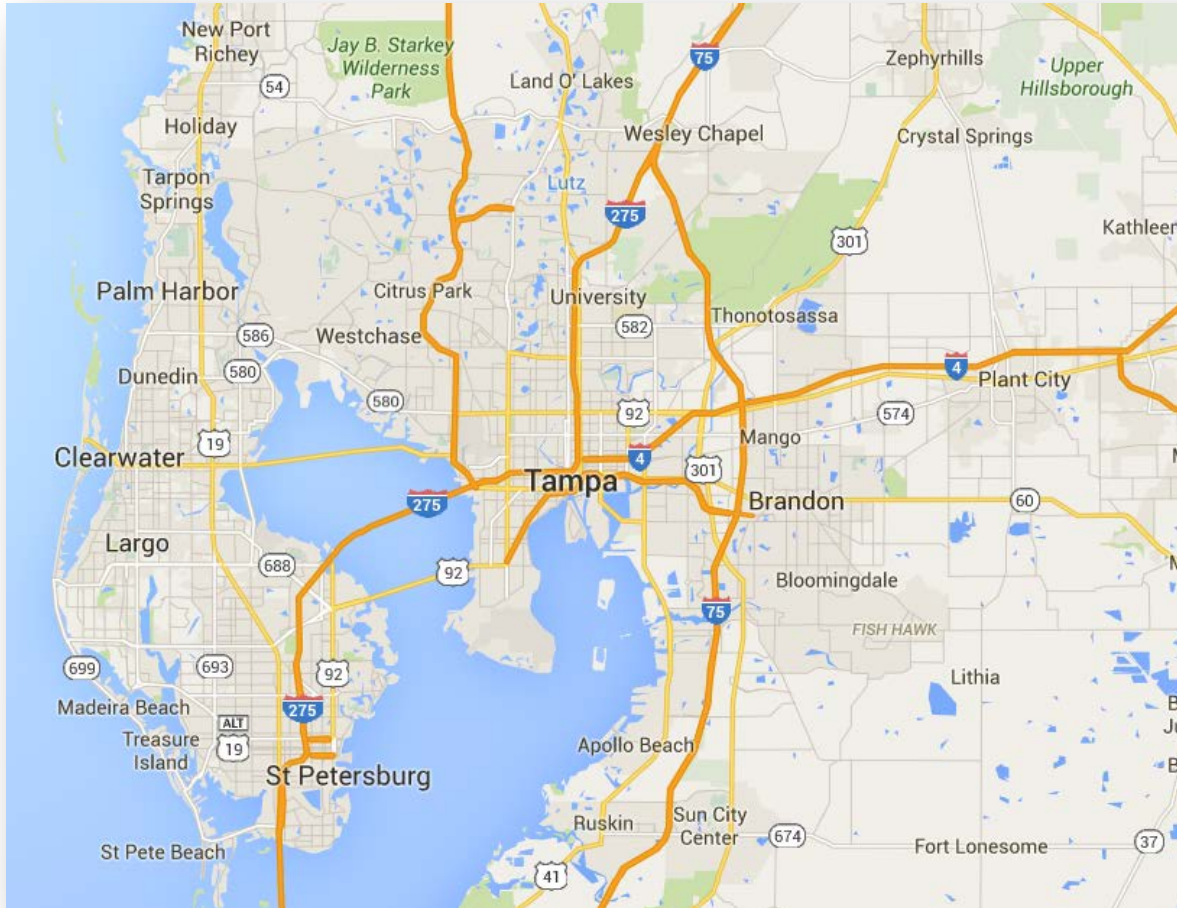 New Port
Richey
Jay B. Starkey
Wilderness
Park
54
Land O' Lakes
75
Zephyrhills
Upper
Hillsborough
Holiday
Wesley Chapel
Crystal Springs
Tarpon
Springs
Lutz
275
301
Kathleen
Palm Harbor
Citrus Park
University
Thonotosassa
586
Westchase
582
580
Dunedin
580
4
Plant City
92
574
19
Mango
Clearwater
4
301
Tampa
275
Brandon
60
Largo
688
92
Bloomingdale
75
FISH HAWK
699
693
92
Lithia
Madeira Beach
275
ALT
19
Treasure
Island
Apollo Beach
St Petersburg
Ruskin
Sun City
Center
674
37
St Pete Beach
Fort Lonesome
41
M
M
B
Ju
B